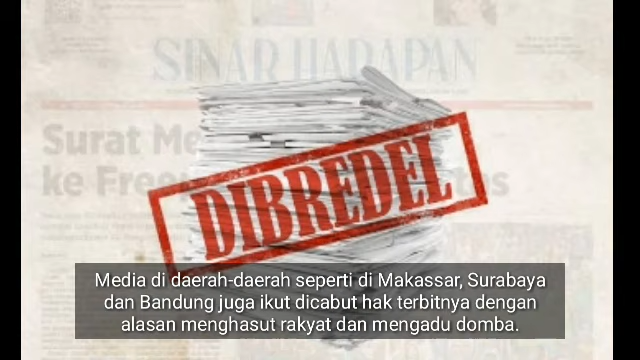 SINAR HARAPAN
Surat Me
ke Free
DIBREDEL
Media di daerah-daerah seperti di Makassar, Surabaya
dan Bandung juga ikut dicabut hak terbitnya dengan
alasan menghasut rakyat dan mengadu domba.